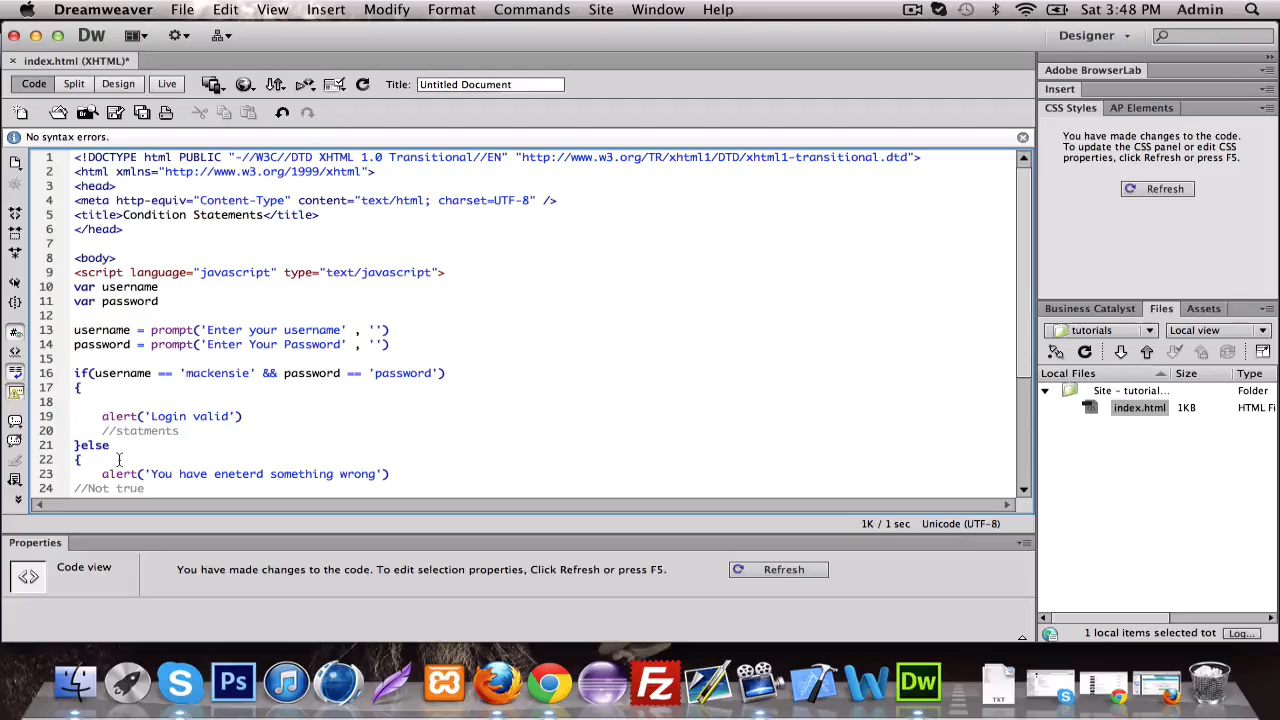 Dreamweaver File Edit View Insert Modify Format Commands Site Window Help Sat 3:48 PM Admin
Dw Designer
index.html (XHTML)*
Code Split Design Live Title: Untitled Document
No syntax errors.
1 <!DOCTYPE html PUBLIC "-//W3C//DTD XHTML 1.0 Transitional//EN" "http://www.w3.org/TR/xhtml1/DTD/xhtml1-transitional.dtd">
2 <html xmlns="http://www.w3.org/1999/xhtml">
3 <head>
4 <meta http-equiv="Content-Type" content="text/html; charset=UTF-8" />
5 <title>Condition Statements</title>
6 </head>
7
8 <body>
9 <script language="javascript" type="text/javascript">
10 var username
11 var password
12
13 username = prompt('Enter your username' , '')
14 password = prompt('Enter Your Password' , '')
15
16 if(username == 'mackensie' && password == 'password')
17 {
18
19 alert('Login valid')
20 //statments
21 }else
22 {
23 alert('You have eneterd something wrong')
24 //Not true
1K / 1 sec Unicode (UTF-8)
Properties
Code view
You have made changes to the code. To edit selection properties, Click Refresh or press F5.
Refresh
Adobe BrowserLab
Insert
CSS Styles AP Elements
You have made changes to the code.
To update the CSS panel or edit CSS
properties, click Refresh or press F5.
Refresh
Business Catalyst Files Assets
tutorials Local view
Local Files Size Type
Site - tutorial... Folder
index.html 1KB HTML Fi
1 local items selected tot Log...
Ps Fz W Dw TXT